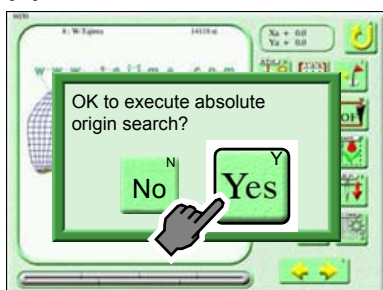 8 : W-Tajima 14110 st
Xa + 0.0
Ya + 0.0
www.tajima.com
OK to execute absolute
origin search?
N
No
Y
Yes